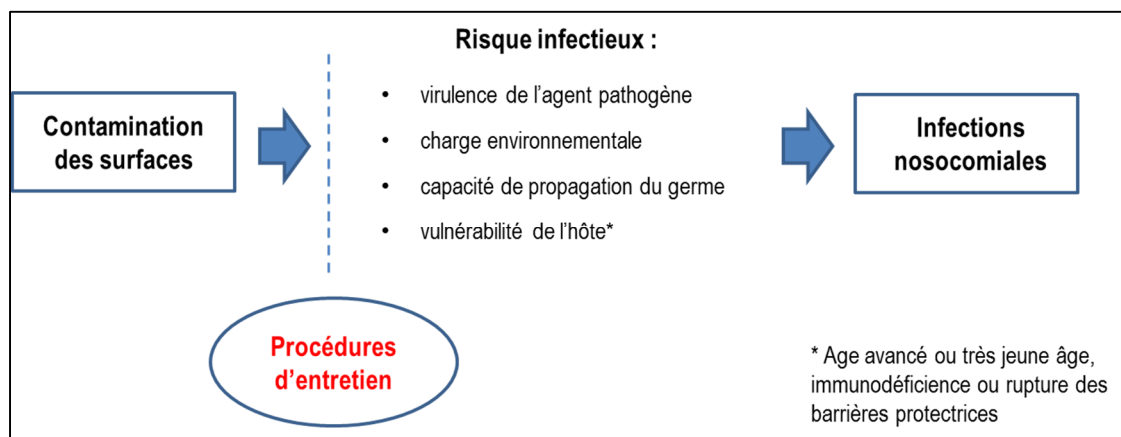 Risque infectieux :
Contamination
des surfaces
• virulence de l’agent pathogène
• charge environnementale
• capacité de propagation du germe
• vulnérabilité de l’hôte*
Infections
nosocomiales
Procédures
d’entretien
* Age avancé ou très jeune âge,
immunodéficience ou rupture des
barrières protectrices